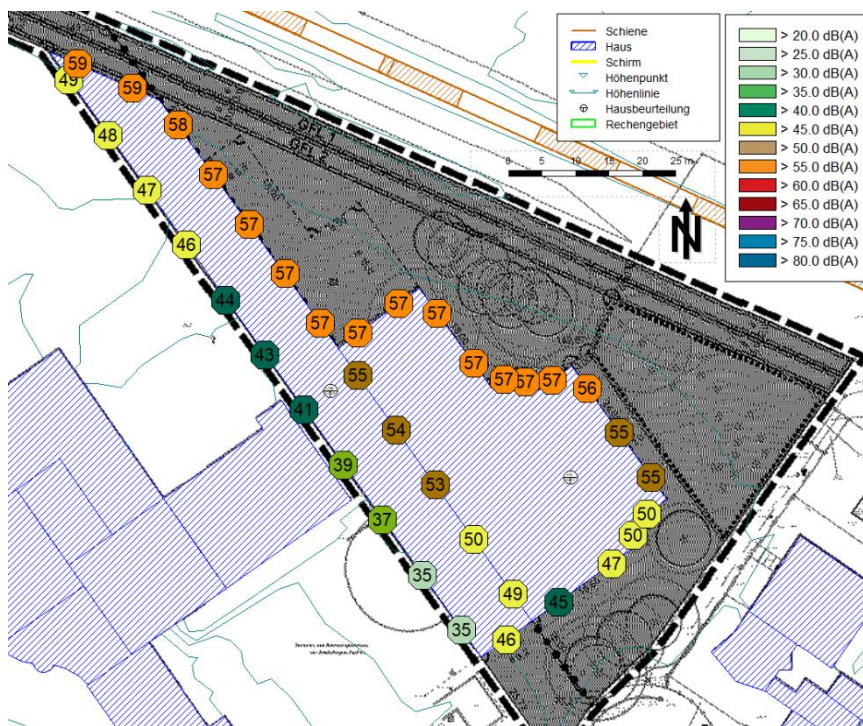 Schiene
Haus
Schirm
Höhenpunkt
Höhenlinie
Hausbeurteilung
Rechengebiet
0 5 10 15 20 25 m
N
> 20.0 dB(A)
> 25.0 dB(A)
> 30.0 dB(A)
> 35.0 dB(A)
> 40.0 dB(A)
> 45.0 dB(A)
> 50.0 dB(A)
> 55.0 dB(A)
> 60.0 dB(A)
> 65.0 dB(A)
> 70.0 dB(A)
> 75.0 dB(A)
> 80.0 dB(A)
GFL 1
GFL 2
59
49
59
58
48
57
47
57
46
57
44
57
57
57
57
43
55
57
57
57
57
56
41
54
55
39
53
55
37
50
50
50
35
49
47
45
35
46